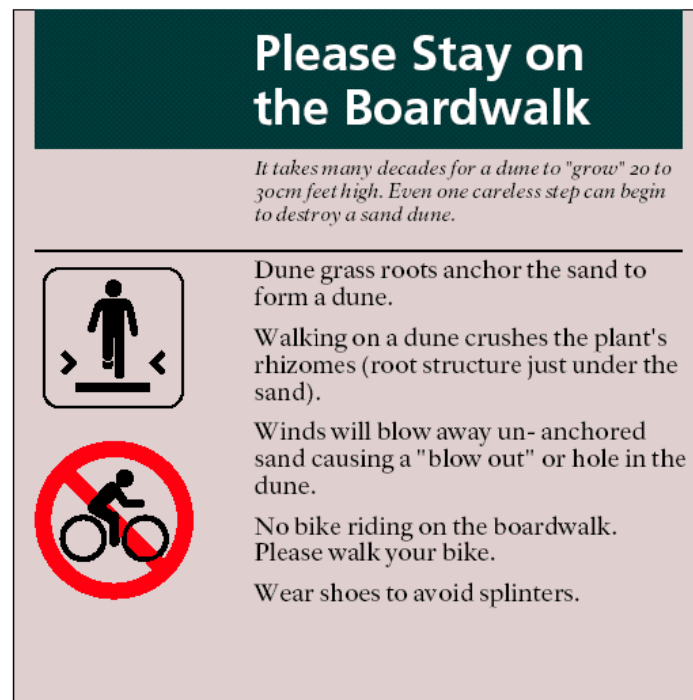 Please Stay on
the Boardwalk
It takes many decades for a dune to "grow" 20 to
30cm feet high. Even one careless step can begin
to destroy a sand dune.
Dune grass roots anchor the sand to
form a dune.
Walking on a dune crushes the plant's
rhizomes (root structure just under the
sand).
Winds will blow away un- anchored
sand causing a "blow out" or hole in the
dune.
No bike riding on the boardwalk.
Please walk your bike.
Wear shoes to avoid splinters.